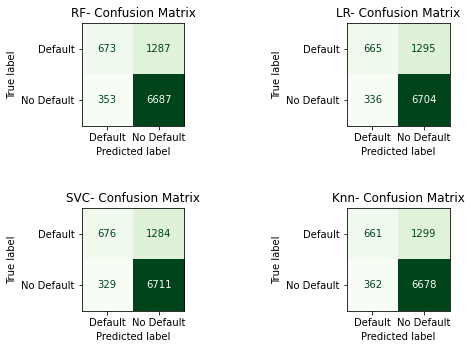 RF- Confusion Matrix
True label
Default
673 1287
No Default
353 6687
Default No Default
Predicted label
LR- Confusion Matrix
True label
Default
665 1295
No Default
336 6704
Default No Default
Predicted label
SVC- Confusion Matrix
True label
Default
676 1284
No Default
329 6711
Default No Default
Predicted label
Knn- Confusion Matrix
True label
Default
661 1299
No Default
362 6678
Default No Default
Predicted label